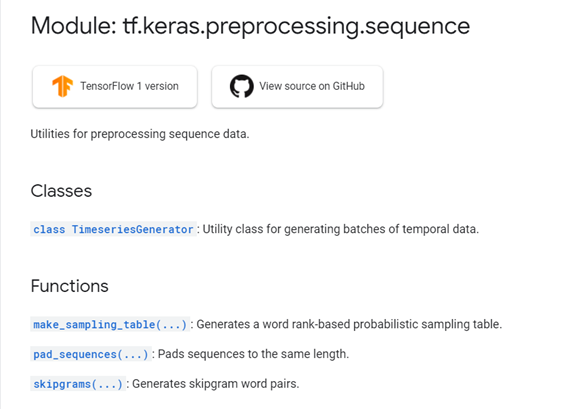 Module: tf.keras.preprocessing.sequence
TensorFlow 1 version
View source on GitHub
Utilities for preprocessing sequence data.
Classes
class TimeseriesGenerator : Utility class for generating batches of temporal data.
Functions
make_sampling_table(...) : Generates a word rank-based probabilistic sampling table.
pad_sequences(...) : Pads sequences to the same length.
skipgrams(...) : Generates skipgram word pairs.